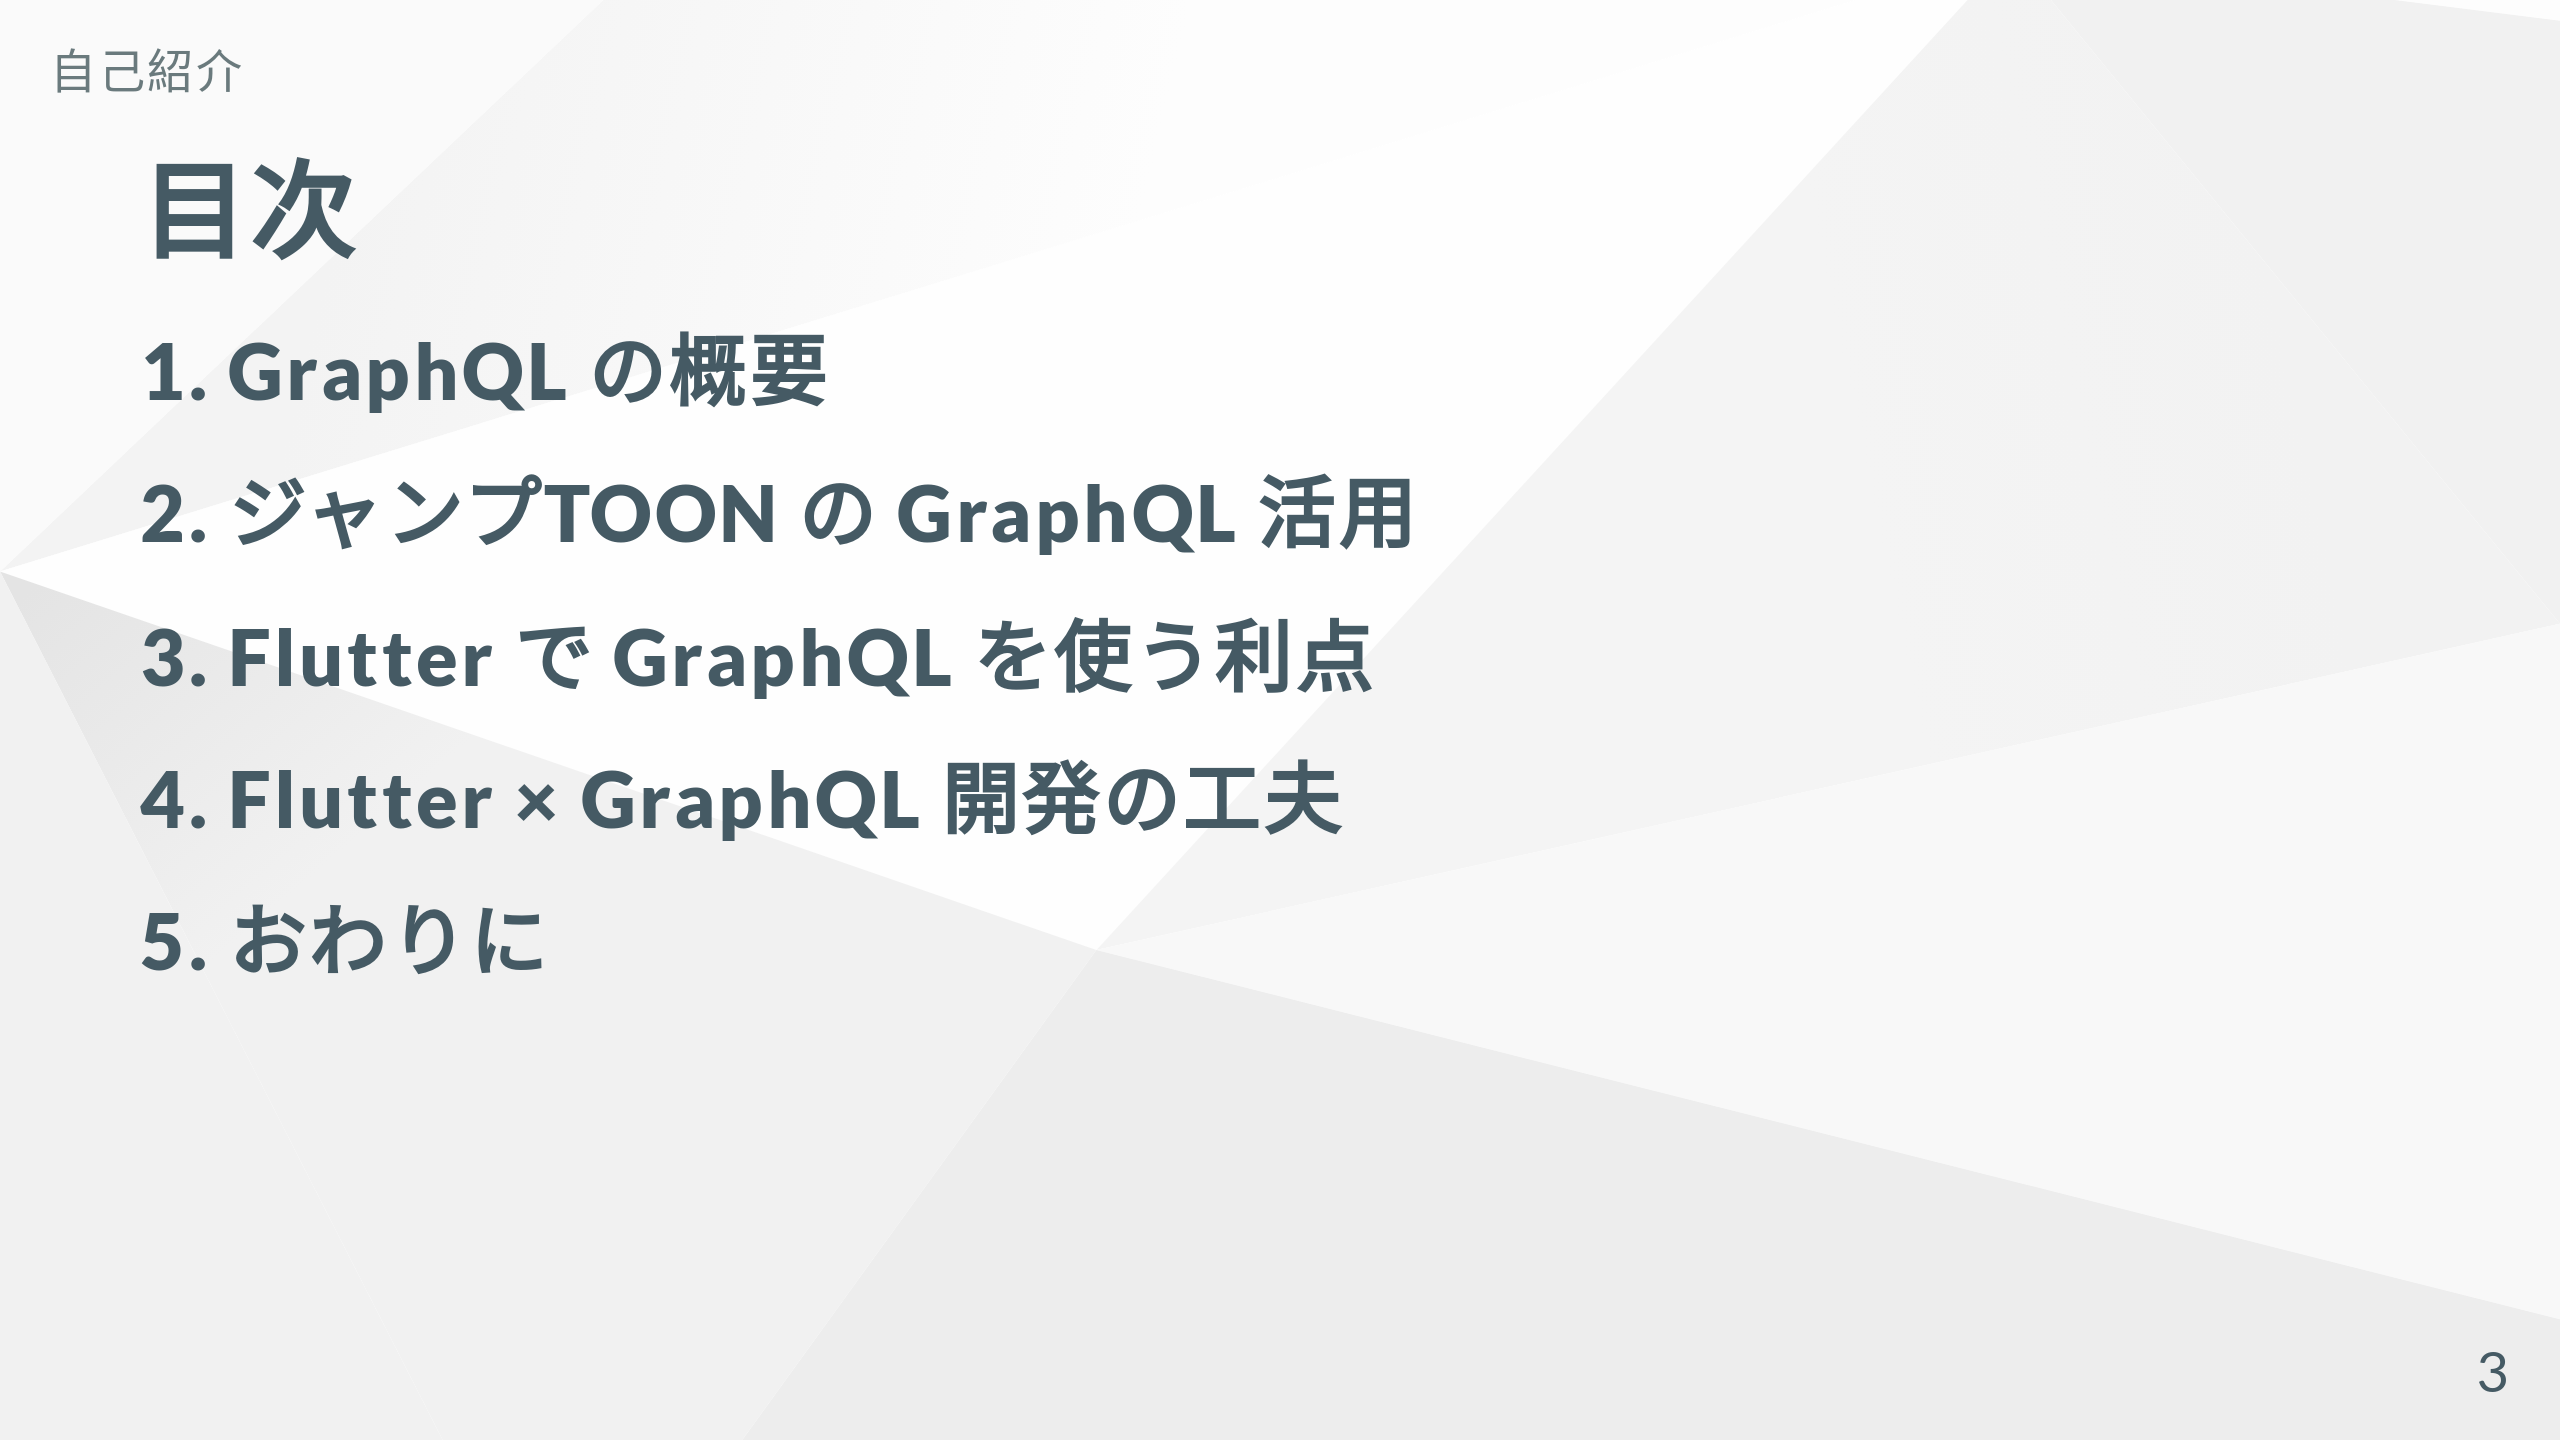 自己紹介
目次
1. GraphQL の概要
2. ジャンプTOON の GraphQL 活用
3. Flutter で GraphQL を使う利点
4. Flutter × GraphQL 開発の工夫
5. おわりに
3